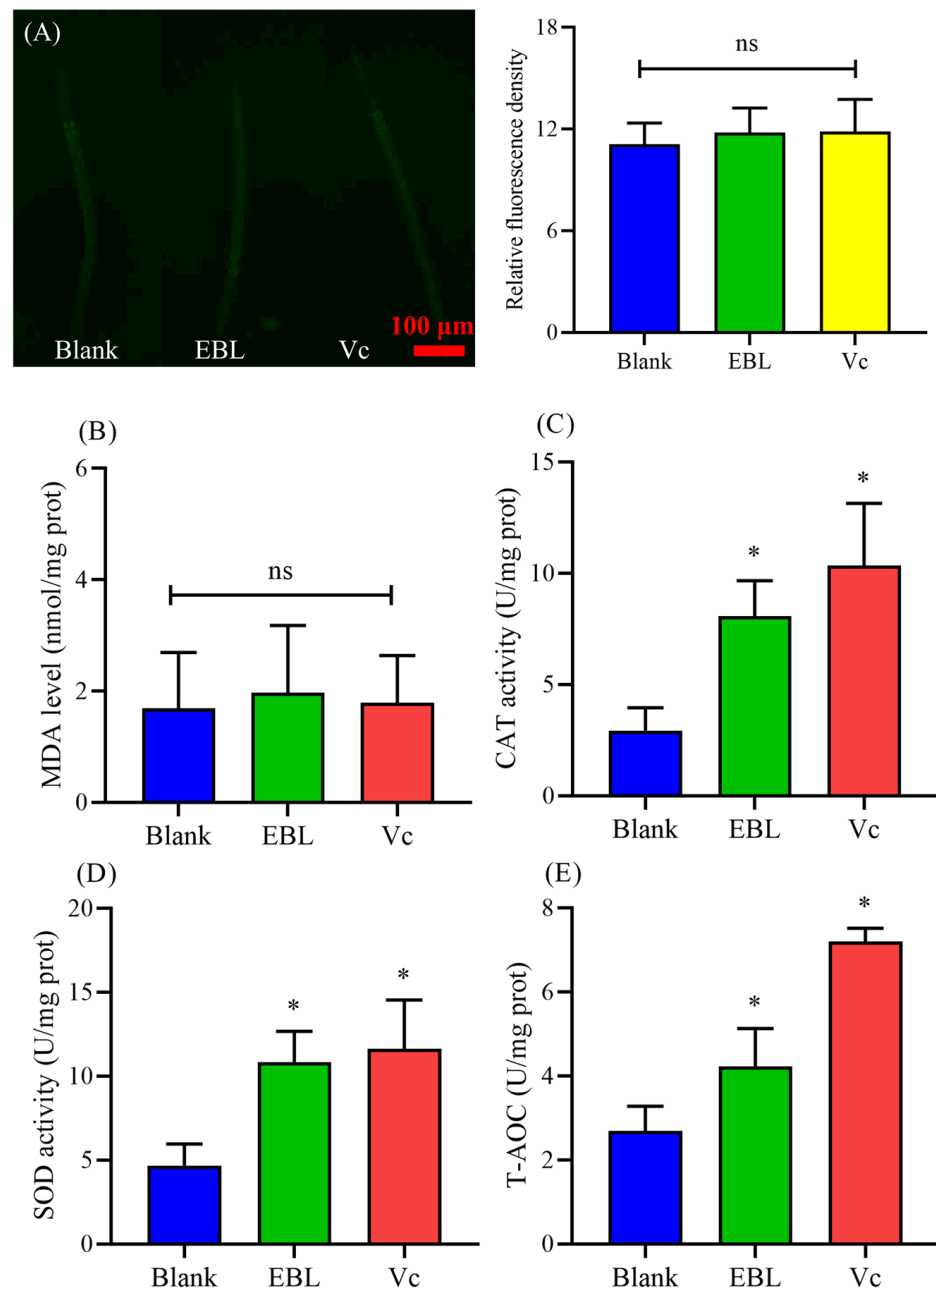 (A)
Blank EBL Vc
100 μm
Relative fluorescence density
18
12
6
0
ns
Blank EBL Vc
(B)
MDA level (nmol/mg prot)
6
4
2
0
ns
Blank EBL Vc
(C)
CAT activity (U/mg prot)
15
10
5
0
*
*
Blank EBL Vc
(D)
SOD activity (U/mg prot)
20
15
10
5
0
*
*
Blank EBL Vc
(E)
T-AOC (U/mg prot)
8
6
4
2
0
*
*
Blank EBL Vc